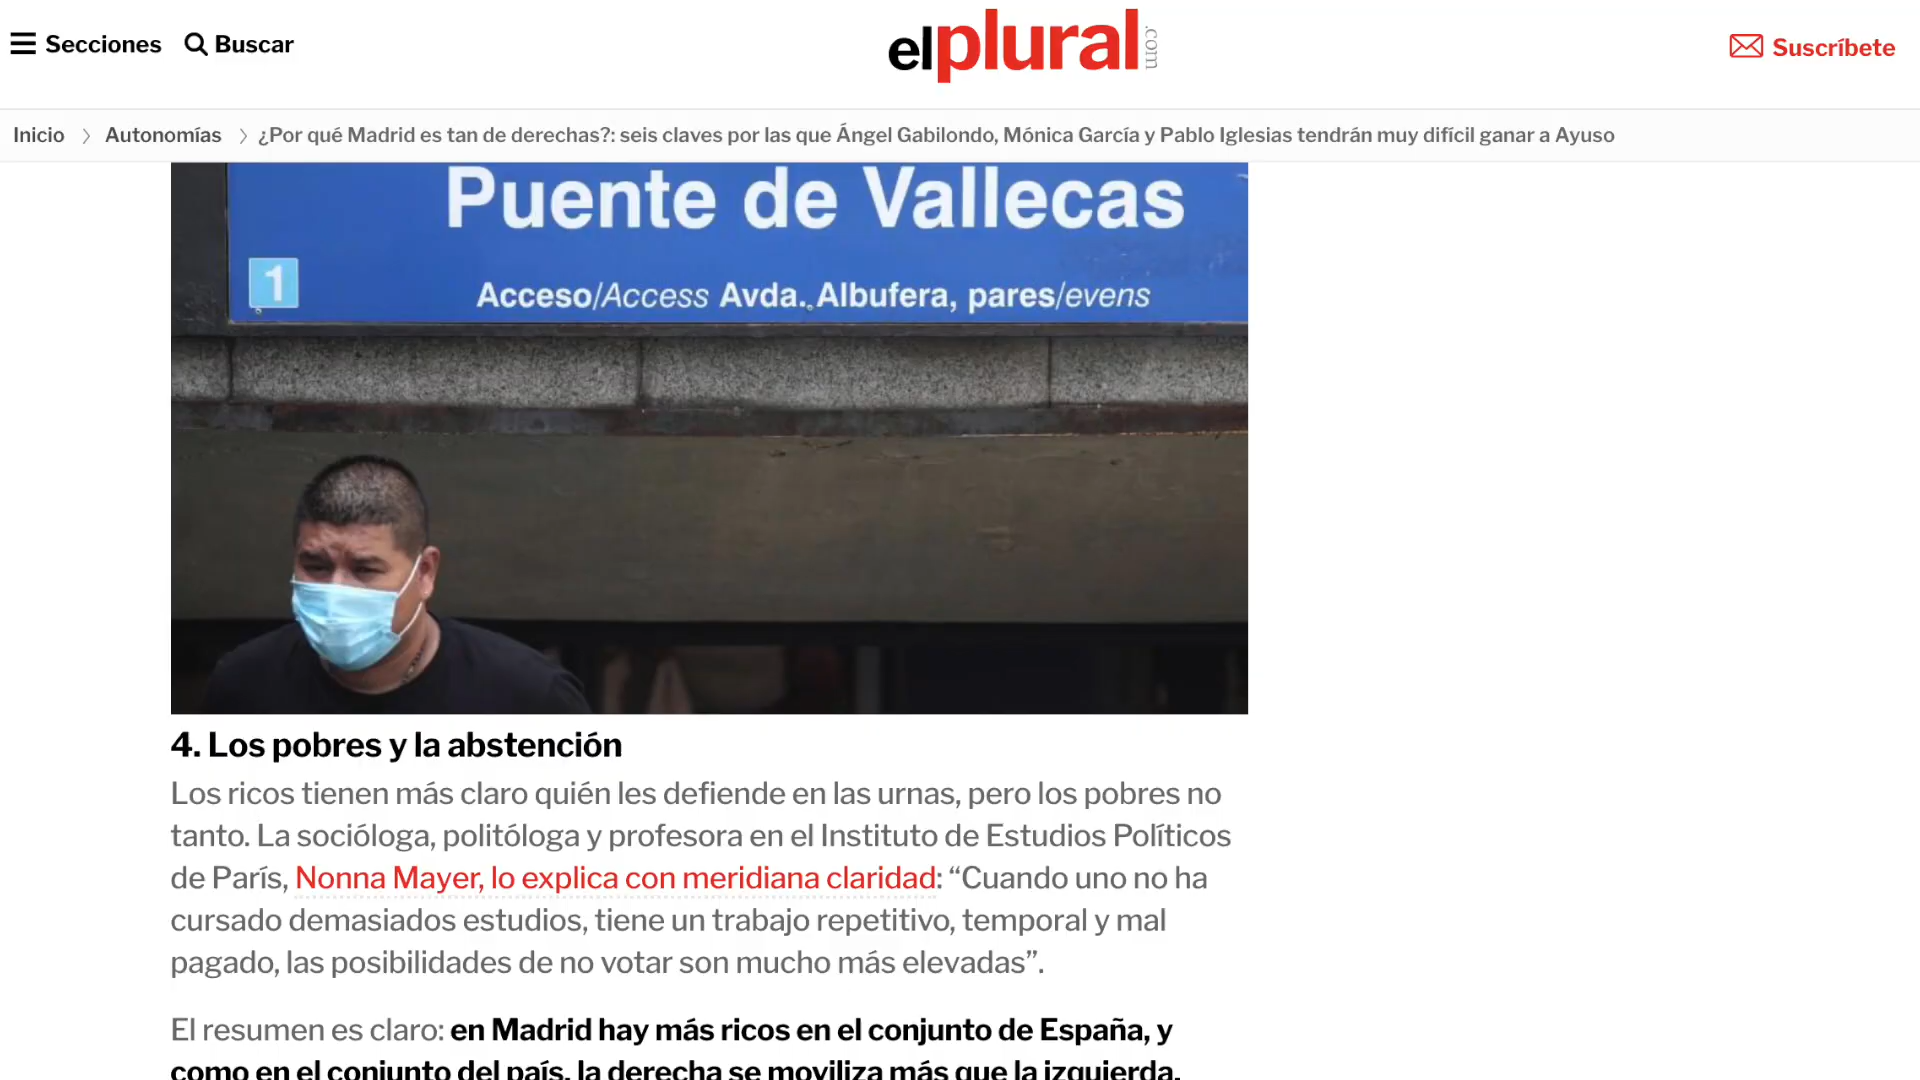 Secciones
Buscar
elplural.com
Suscríbete
Inicio > Autonomías > ¿Por qué Madrid es tan de derechas?: seis claves por las que Ángel Gabilondo, Mónica García y Pablo Iglesias tendrán muy difícil ganar a Ayuso
Puente de Vallecas
1
Acceso/Access Avda. Albufera, pares/evens
4. Los pobres y la abstención
Los ricos tienen más claro quién les defiende en las urnas, pero los pobres no
tanto. La socióloga, politóloga y profesora en el Instituto de Estudios Políticos
de París, Nonna Mayer, lo explica con meridiana claridad: “Cuando uno no ha
cursado demasiados estudios, tiene un trabajo repetitivo, temporal y mal
pagado, las posibilidades de no votar son mucho más elevadas”.
El resumen es claro: en Madrid hay más ricos en el conjunto de España, y
como en el conjunto del país, la derecha se moviliza más que la izquierda.